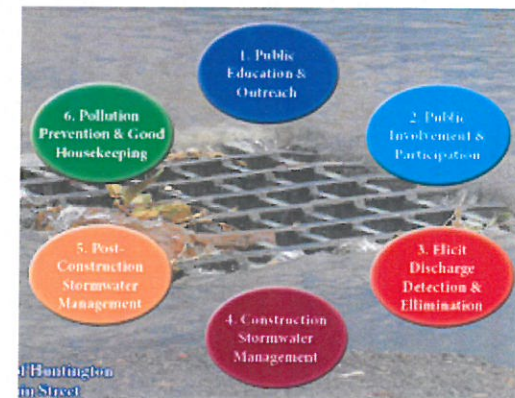 1. Public
Education &
Outreach
2. Public
Involvement &
Participation
3. Elicit
Discharge
Detection &
Ellimination
4. Construction
Stormwater
Management
5. Post-
Construction
Stormwater
Management
6. Pollution
Prevention & Good
Housekeeping
Huntington
Street